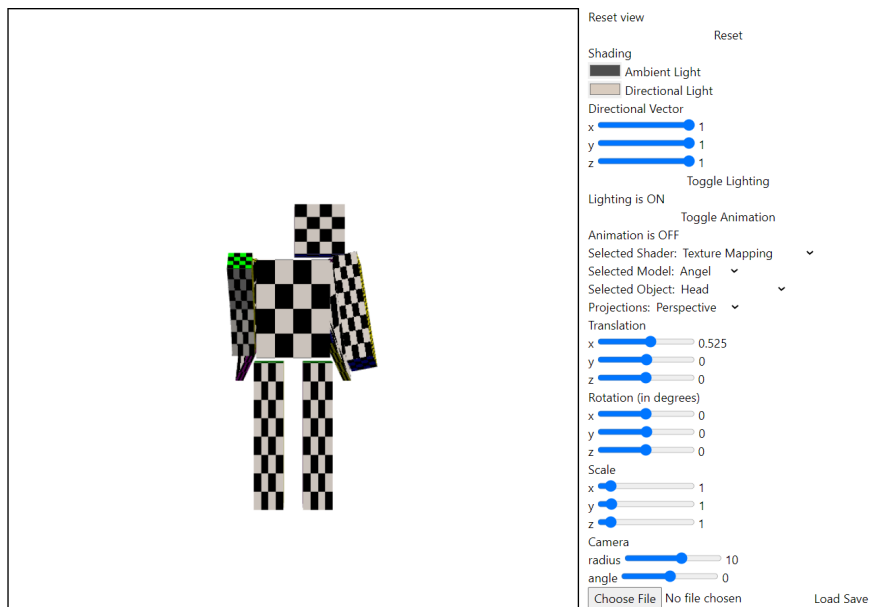 Reset view
Reset
Shading
Ambient Light
Directional Light
Directional Vector
x 1
y 1
z 1
Toggle Lighting
Lighting is ON
Toggle Animation
Animation is OFF
Selected Shader: Texture Mapping
Selected Model: Angel
Selected Object: Head
Projections: Perspective
Translation
x 0.525
y 0
z 0
Rotation (in degrees)
x 0
y 0
z 0
Scale
x 1
y 1
z 1
Camera
radius 10
angle 0
Choose File No file chosen Load Save